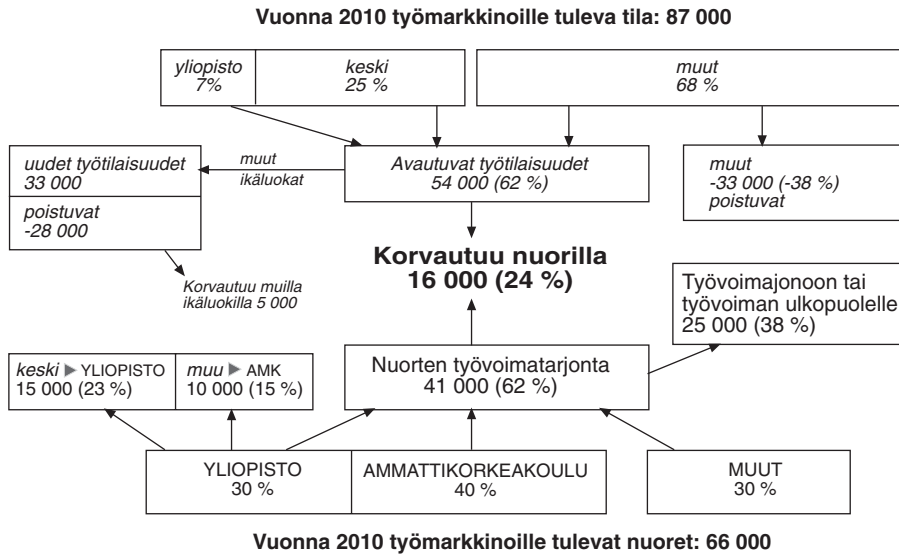 Vuonna 2010 työmarkkinoille tuleva tila: 87 000
yliopisto
7%
keski
25 %
muut
68 %
uudet työtilaisuudet
33 000
poistuvat
-28 000
muut
ikäluokat
Avautuvat työtilaisuudet
54 000 (62 %)
muut
-33 000 (-38 %)
poistuvat
Korvautuu muilla
ikäluokilla 5 000
Korvautuu nuorilla
16 000 (24 %)
Työvoimajonoon tai
työvoiman ulkopuolelle
25 000 (38 %)
keski ▶ YLIOPISTO
15 000 (23 %)
muu ▶ AMK
10 000 (15 %)
Nuorten työvoimatarjonta
41 000 (62 %)
YLIOPISTO
30 %
AMMATTIKORKEAKOULU
40 %
MUUT
30 %
Vuonna 2010 työmarkkinoille tulevat nuoret: 66 000